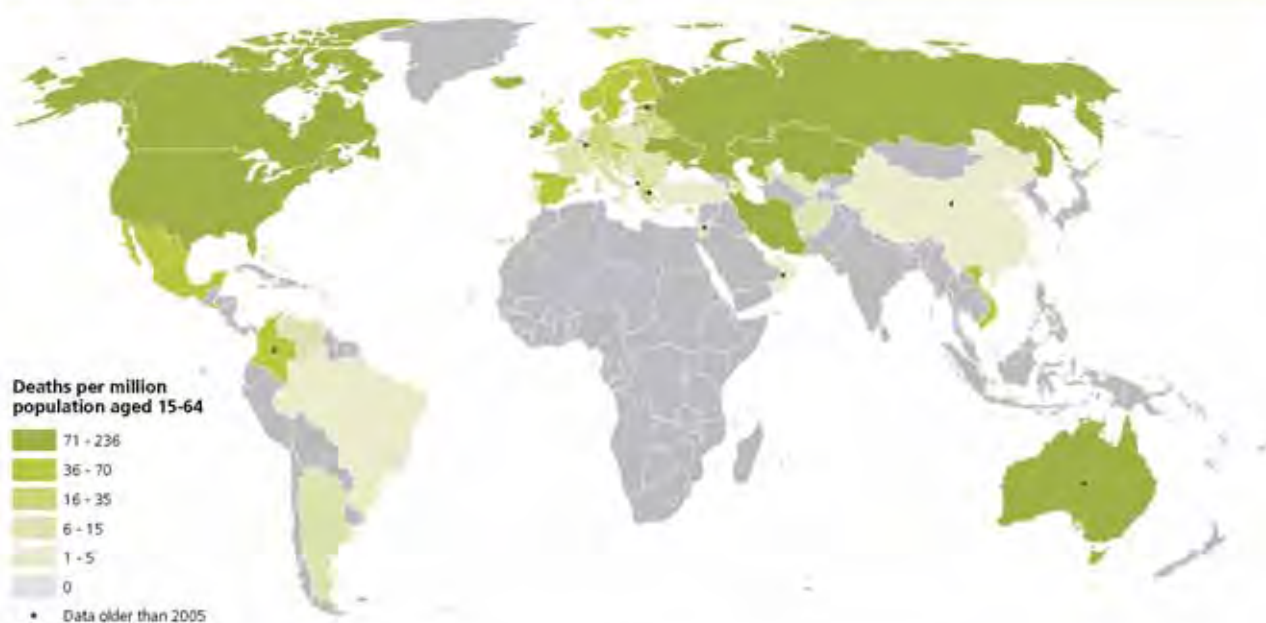 Deaths per million
population aged 15-64
71 - 236
36 - 70
16 - 35
6 - 15
1 - 5
0
Data older than 2005